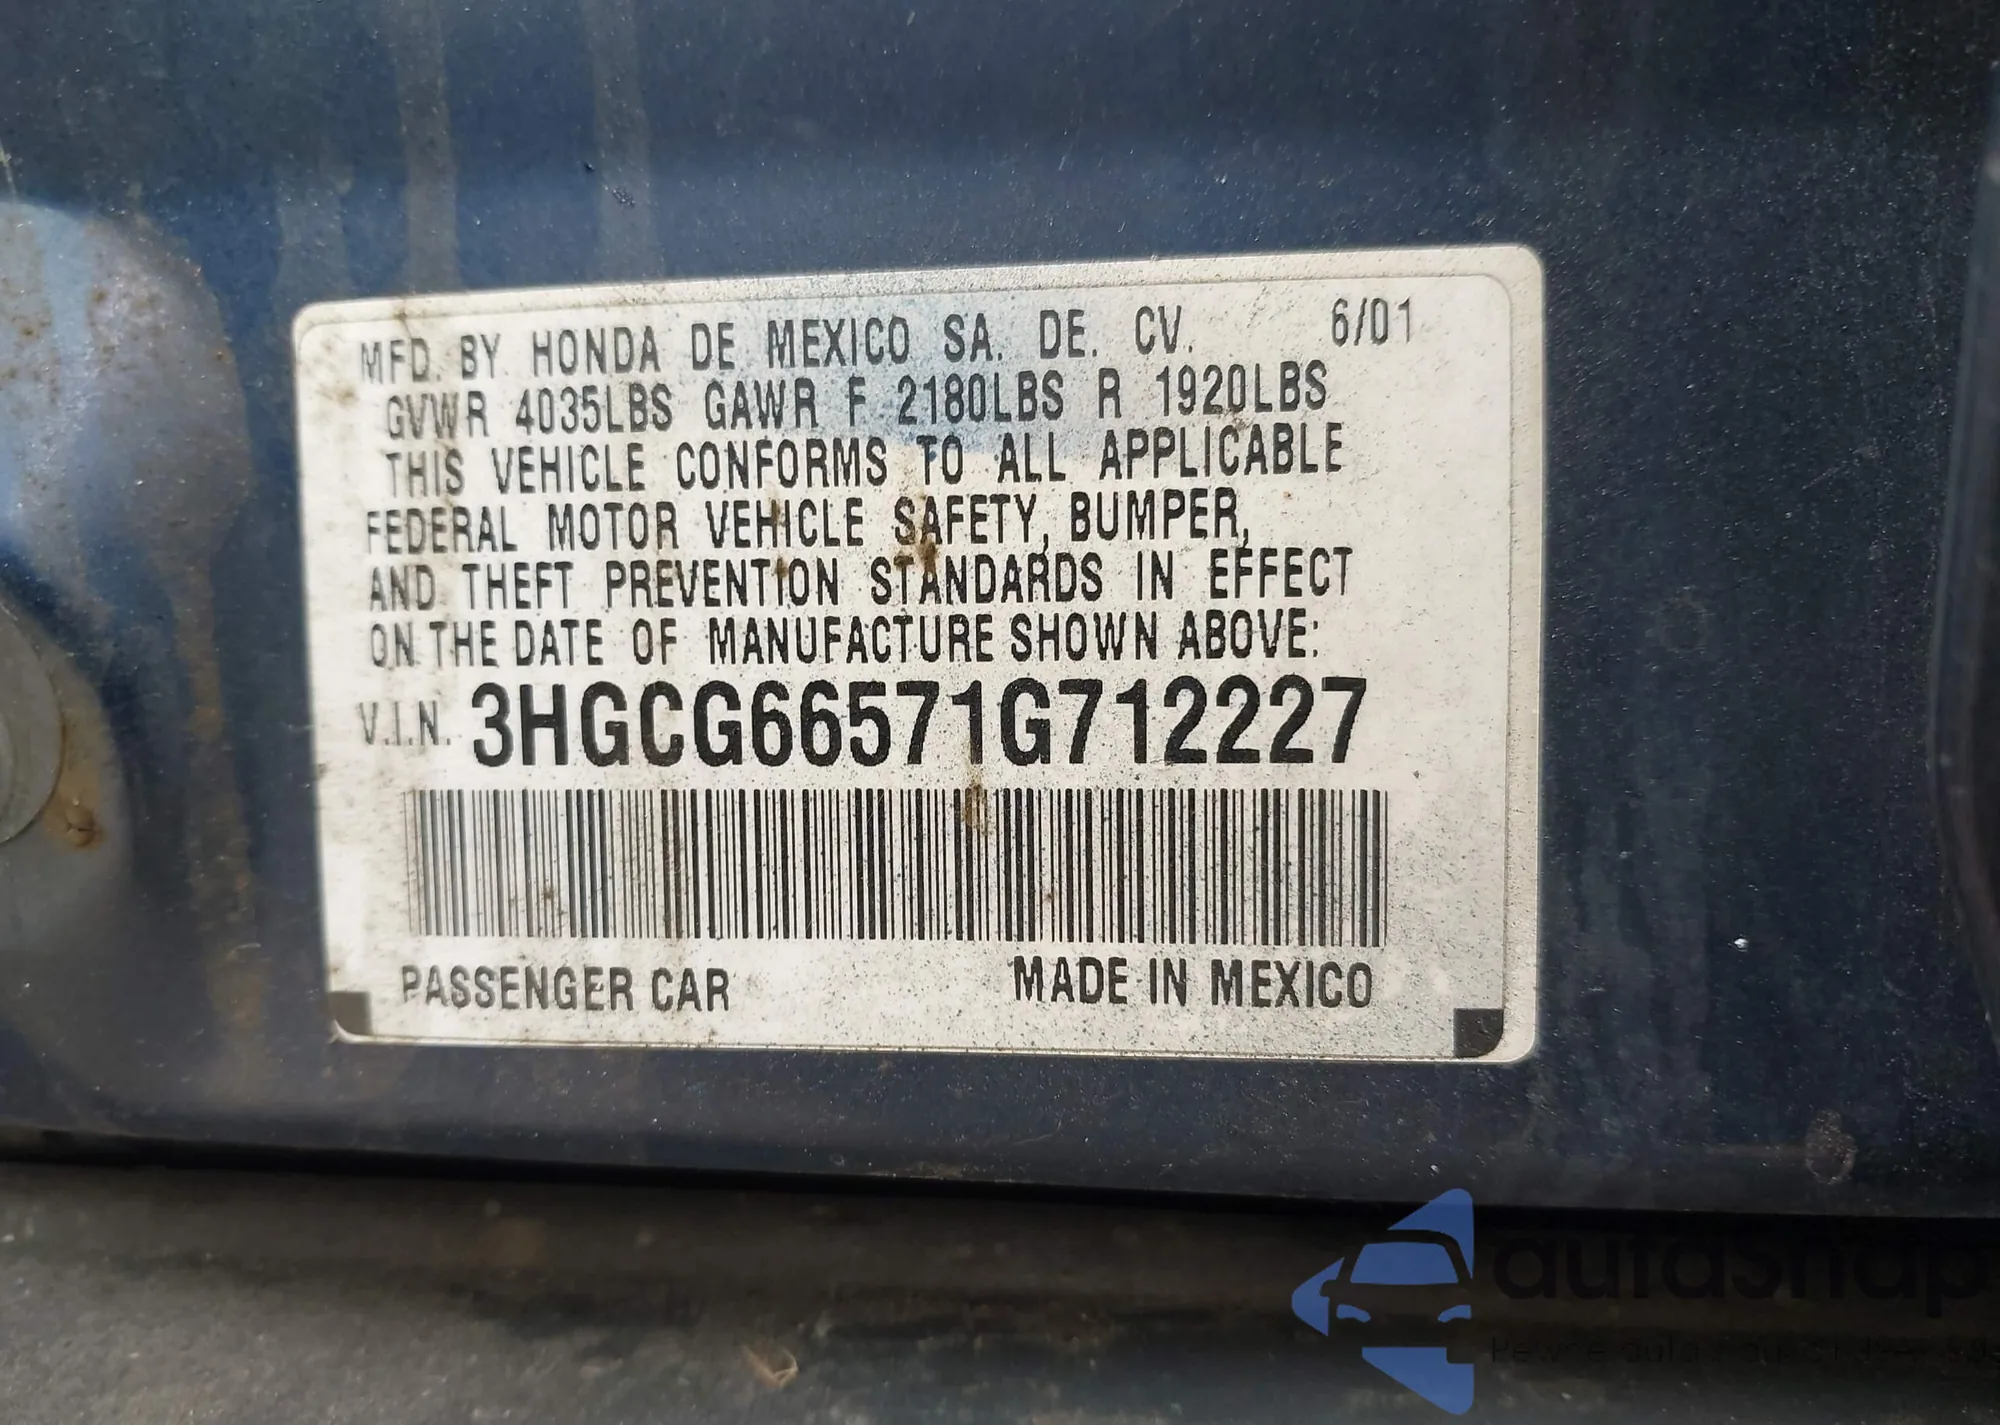 MFD. BY HONDA DE MEXICO SA. DE. CV. 6/01
GVWR 4035LBS GAWR F 2180LBS R 1920LBS
THIS VEHICLE CONFORMS TO ALL APPLICABLE
FEDERAL MOTOR VEHICLE SAFETY, BUMPER,
AND THEFT PREVENTION STANDARDS IN EFFECT
ON THE DATE OF MANUFACTURE SHOWN ABOVE:
V.I.N. 3HGCG66571G712227
PASSENGER CAR MADE IN MEXICO
autasnap